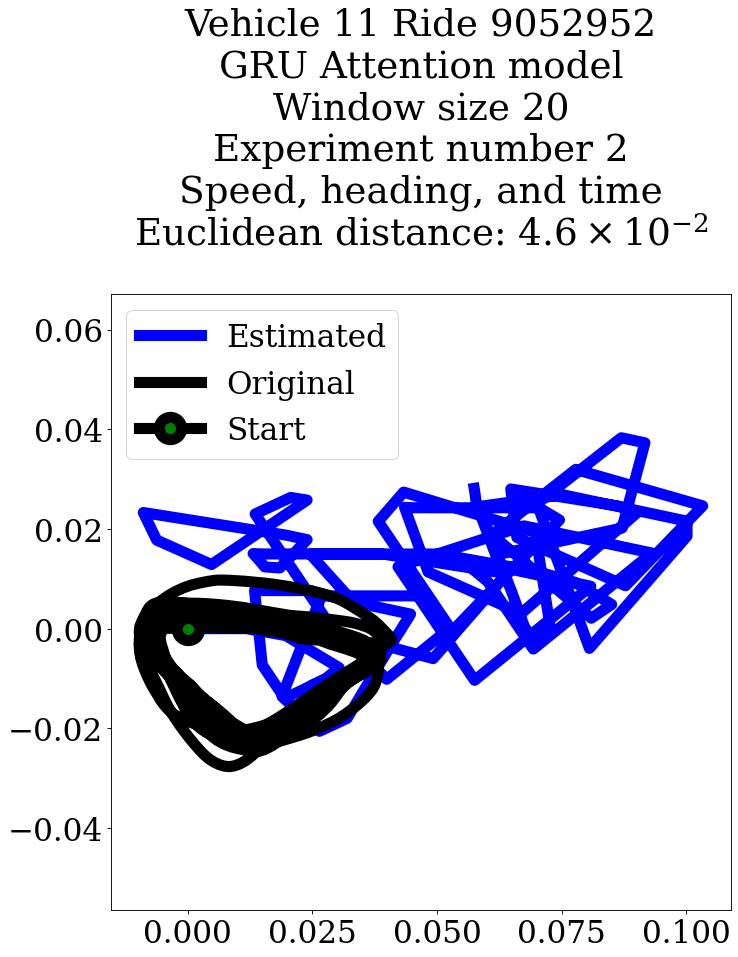 Vehicle 11 Ride 9052952
GRU Attention model
Window size 20
Experiment number 2
Speed, heading, and time
Euclidean distance: 4.6 × 10⁻²
0.06
0.04
0.02
0.00
−0.02
−0.04
Estimated
Original
Start
0.000 0.025 0.050 0.075 0.100